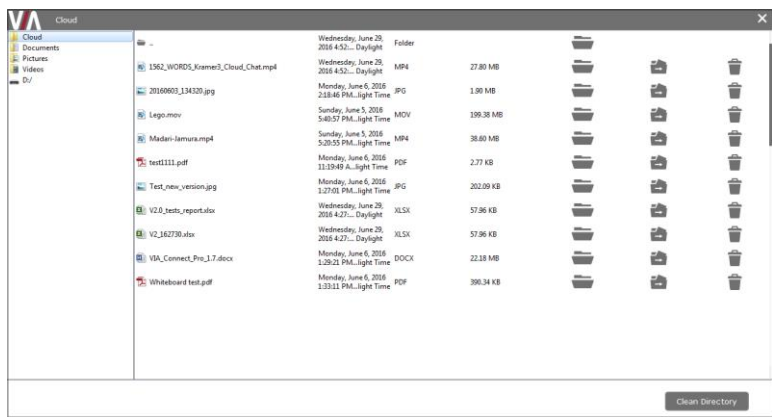 VIA Cloud
Cloud
Documents
Pictures
Videos
D:/
.. Wednesday, June 29, 2016 4:52:... Daylight Folder
1562_WORDS_Kramer3_Cloud_Chat.mp4 Wednesday, June 29, 2016 4:52:... Daylight MP4 27.80 MB
20160603_134320.jpg Monday, June 6, 2016 2:18:46 PM...light Time JPG 1.90 MB
Lego.mov Sunday, June 5, 2016 5:40:57 PM...light Time MOV 199.38 MB
Madari-Jamura.mp4 Sunday, June 5, 2016 5:20:55 PM...light Time MP4 38.60 MB
test1111.pdf Monday, June 6, 2016 11:19:49 A...light Time PDF 2.77 KB
Test_new_version.jpg Monday, June 6, 2016 1:27:01 PM...light Time JPG 202.09 KB
V2.0_tests_report.xlsx Wednesday, June 29, 2016 4:27:... Daylight XLSX 57.96 KB
V2_162730.xlsx Wednesday, June 29, 2016 4:27:... Daylight XLSX 57.96 KB
VIA_Connect_Pro_1.7.docx Monday, June 6, 2016 1:29:21 PM...light Time DOCX 22.18 MB
Whiteboard test.pdf Monday, June 6, 2016 1:33:11 PM...light Time PDF 390.34 KB
Clean Directory